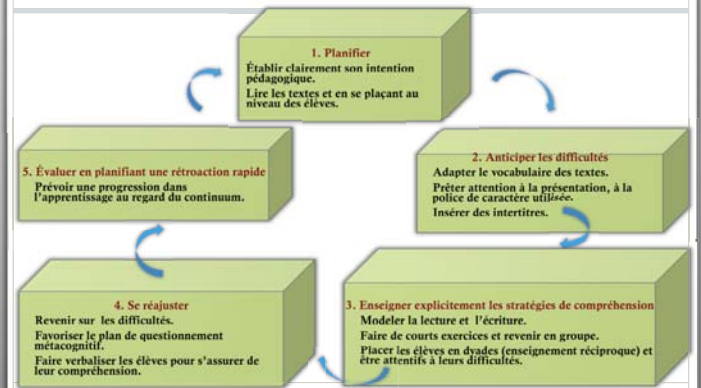 1. Planifier
Établir clairement son intention
pédagogique.
Lire les textes et en se plaçant au
niveau des élèves.
2. Anticiper les difficultés
Adapter le vocabulaire des textes.
Prêter attention à la présentation, à la
police de caractère utilisée.
Insérer des intertitres.
3. Enseigner explicitement les stratégies de compréhension
Modeler la lecture et l'écriture.
Faire de courts exercices et revenir en groupe.
Placer les élèves en dyades (enseignement réciproque) et
être attentifs à leurs difficultés.
4. Se réajuster
Revenir sur les difficultés.
Favoriser le plan de questionnement
métacognitif.
Faire verbaliser les élèves pour s'assurer de
leur compréhension.
5. Évaluer en planifiant une rétroaction rapide
Prévoir une progression dans
l'apprentissage au regard du continuum.